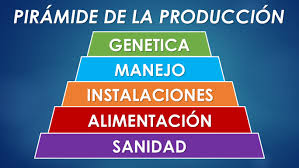 PIRÁMIDE DE LA PRODUCCIÓN
GENETICA
MANEJO
INSTALACIONES
ALIMENTACIÓN
SANIDAD